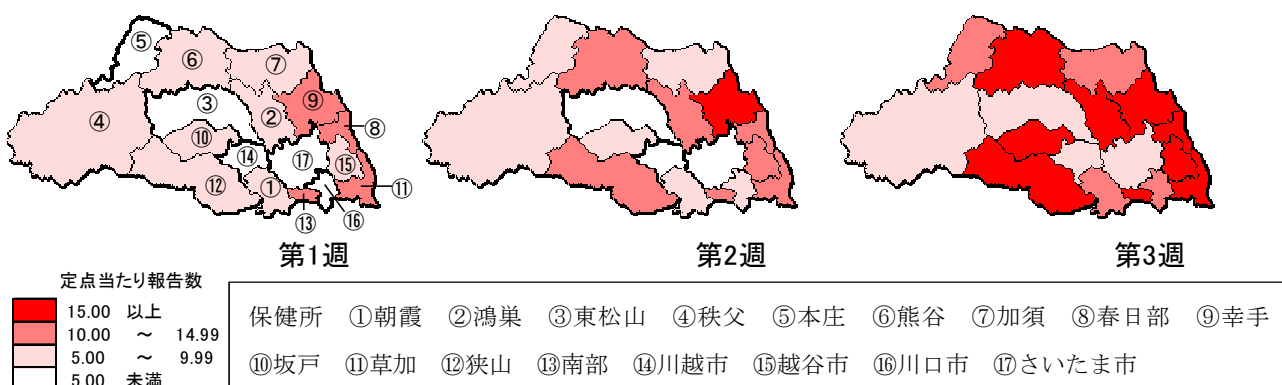 ⑤
⑥
⑦
③
⑨
④
②
⑧
⑩
⑭
⑰
⑮
⑫
①
⑪
⑬
⑯
第1週
第2週
第3週
定点当たり報告数
15.00 以上
10.00 ～ 14.99
5.00 ～ 9.99
5.00 未満
保健所 ①朝霞 ②鴻巣 ③東松山 ④秩父 ⑤本庄 ⑥熊谷 ⑦加須 ⑧春日部 ⑨幸手
⑩坂戸 ⑪草加 ⑫狭山 ⑬南部 ⑭川越市 ⑮越谷市 ⑯川口市 ⑰さいたま市